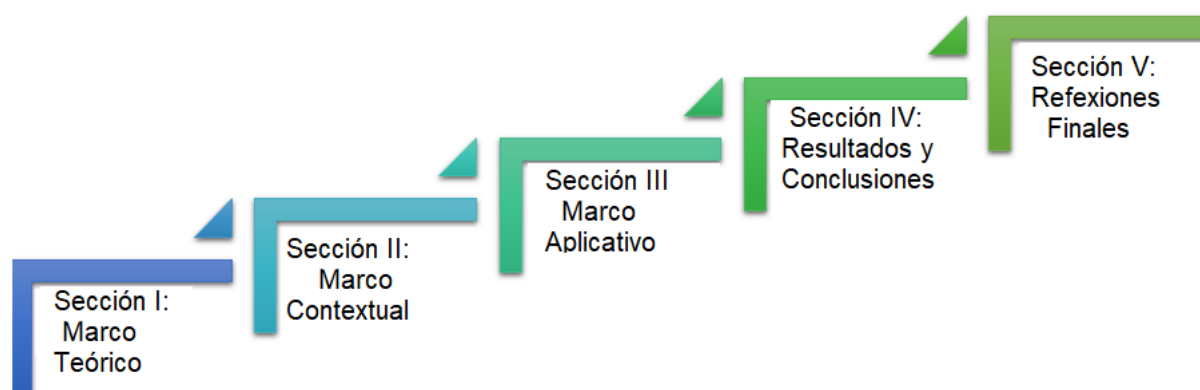 Sección I:
Marco
Teórico
Sección II:
Marco
Contextual
Sección III
Marco
Aplicativo
Sección IV:
Resultados y
Conclusiones
Sección V:
Refexiones
Finales